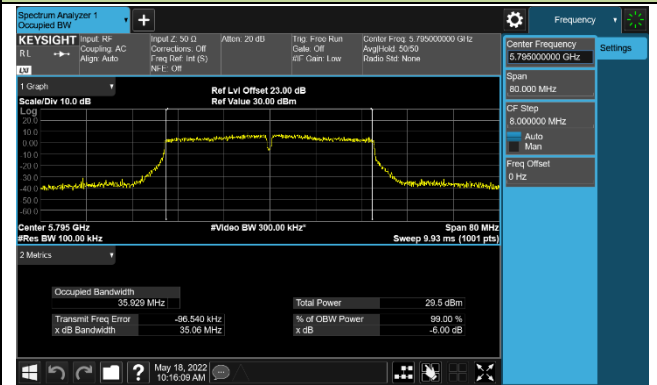 Spectrum Analyzer 1
Occupied BW
Frequency
KEYSIGHT
RL
LXI
Input: RF
Coupling: AC
Align: Auto
Input Z: 50 Ω
Corrections: Off
Freq Ref: Int (S)
NFE: Off
Atten: 20 dB
Trig: Free Run
Gate: Off
#IF Gain: Low
Center Freq: 5.795000000 GHz
Avg|Hold: 50/50
Radio Std: None
Center Frequency
5.795000000 GHz
Settings
Span
80.000 MHz
CF Step
8.000000 MHz
Auto
Man
Freq Offset
0 Hz
1 Graph
Scale/Div 10.0 dB
Ref Lvl Offset 23.00 dB
Ref Value 30.00 dBm
Log
20.0
10.0
0.00
-10.0
-20.0
-30.0
-40.0
-50.0
-60.0
Center 5.795 GHz
#Res BW 100.00 kHz
#Video BW 300.00 kHz*
Span 80 MHz
Sweep 9.93 ms (1001 pts)
2 Metrics
Occupied Bandwidth
35.929 MHz
Total Power 29.5 dBm
Transmit Freq Error -96.540 kHz
% of OBW Power 99.00 %
x dB Bandwidth 35.06 MHz
x dB -6.00 dB
May 18, 2022
10:16:09 AM